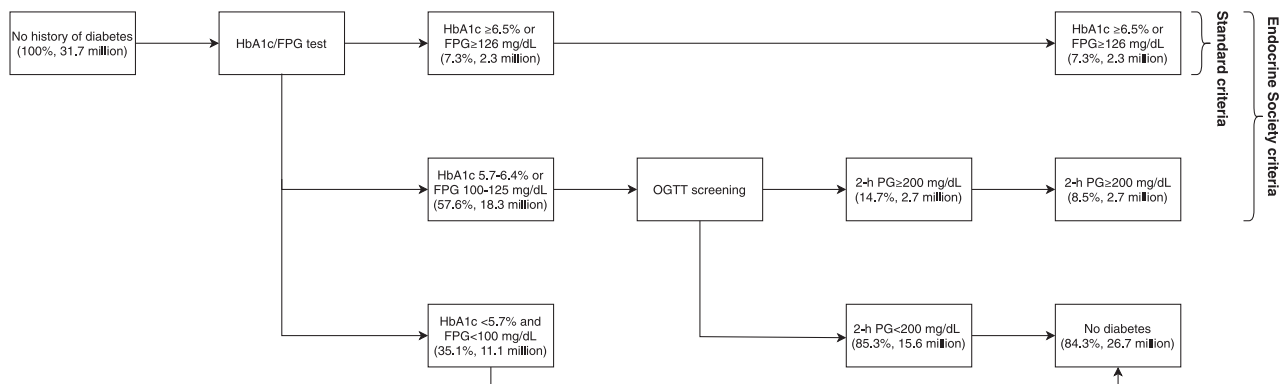 No history of diabetes
(100%, 31.7 million)
HbA1c/FPG test
HbA1c ≥6.5% or
FPG≥126 mg/dL
(7.3%, 2.3 million)
HbA1c ≥6.5% or
FPG≥126 mg/dL
(7.3%, 2.3 million)
Standard criteria
Endocrine Society criteria
HbA1c 5.7-6.4% or
FPG 100-125 mg/dL
(57.6%, 18.3 million)
OGTT screening
2-h PG≥200 mg/dL
(14.7%, 2.7 million)
2-h PG≥200 mg/dL
(8.5%, 2.7 million)
HbA1c <5.7% and
FPG<100 mg/dL
(35.1%, 11.1 million)
2-h PG<200 mg/dL
(85.3%, 15.6 million)
No diabetes
(84.3%, 26.7 million)